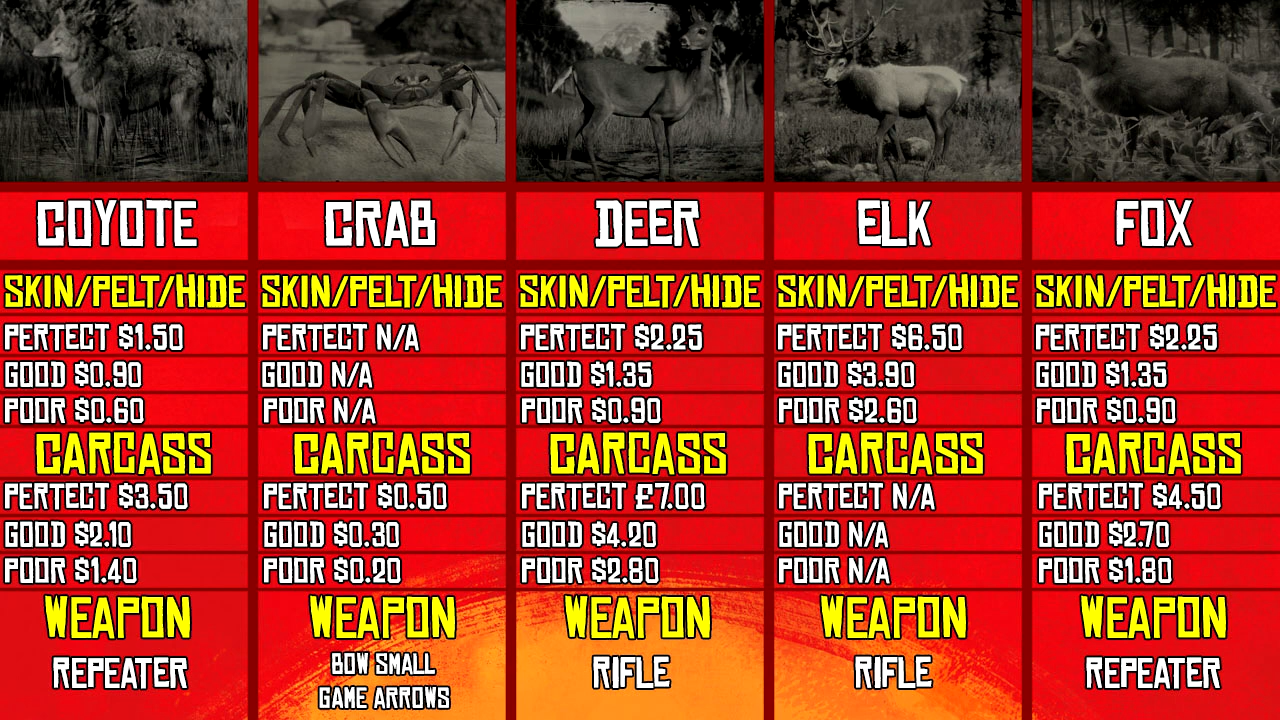 COYOTE
SKIN/PELT/HIDE
PERTECT $1.50
GOOD $0.90
POOR $0.60
CARCASS
PERTECT $3.50
GOOD $2.10
POOR $1.40
WEAPON
REPEATER
CRAB
SKIN/PELT/HIDE
PERTECT N/A
GOOD N/A
POOR N/A
CARCASS
PERTECT $0.50
GOOD $0.30
POOR $0.20
WEAPON
BOW SMALL
GAME ARROWS
DEER
SKIN/PELT/HIDE
PERTECT $2.25
GOOD $1.35
POOR $0.90
CARCASS
PERTECT £7.00
GOOD $4.20
POOR $2.80
WEAPON
RIFLE
ELK
SKIN/PELT/HIDE
PERTECT $6.50
GOOD $3.90
POOR $2.60
CARCASS
PERTECT N/A
GOOD N/A
POOR N/A
WEAPON
RIFLE
FOX
SKIN/PELT/HIDE
PERTECT $2.25
GOOD $1.35
POOR $0.90
CARCASS
PERTECT $4.50
GOOD $2.70
POOR $1.80
WEAPON
REPEATER